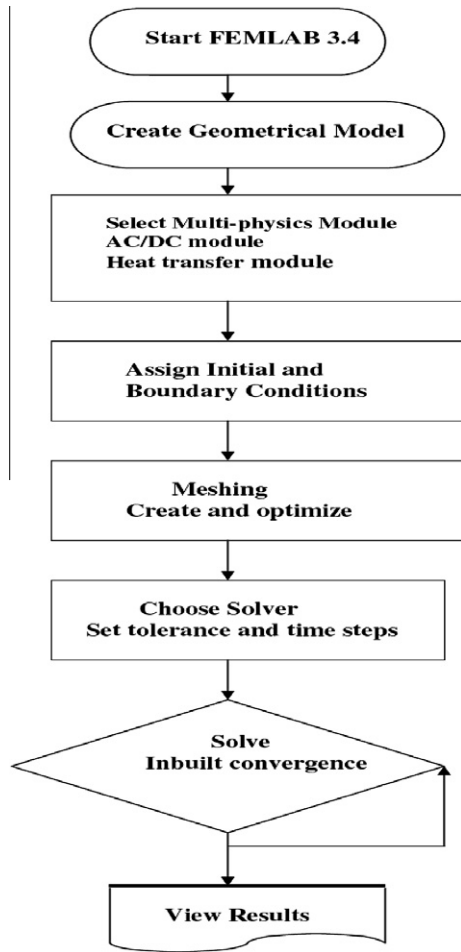 Start FEMLAB 3.4
Create Geometrical Model
Select Multi-physics Module
AC/DC module
Heat transfer module
Assign Initial and
Boundary Conditions
Meshing
Create and optimize
Choose Solver
Set tolerance and time steps
Solve
Inbuilt convergence
View Results